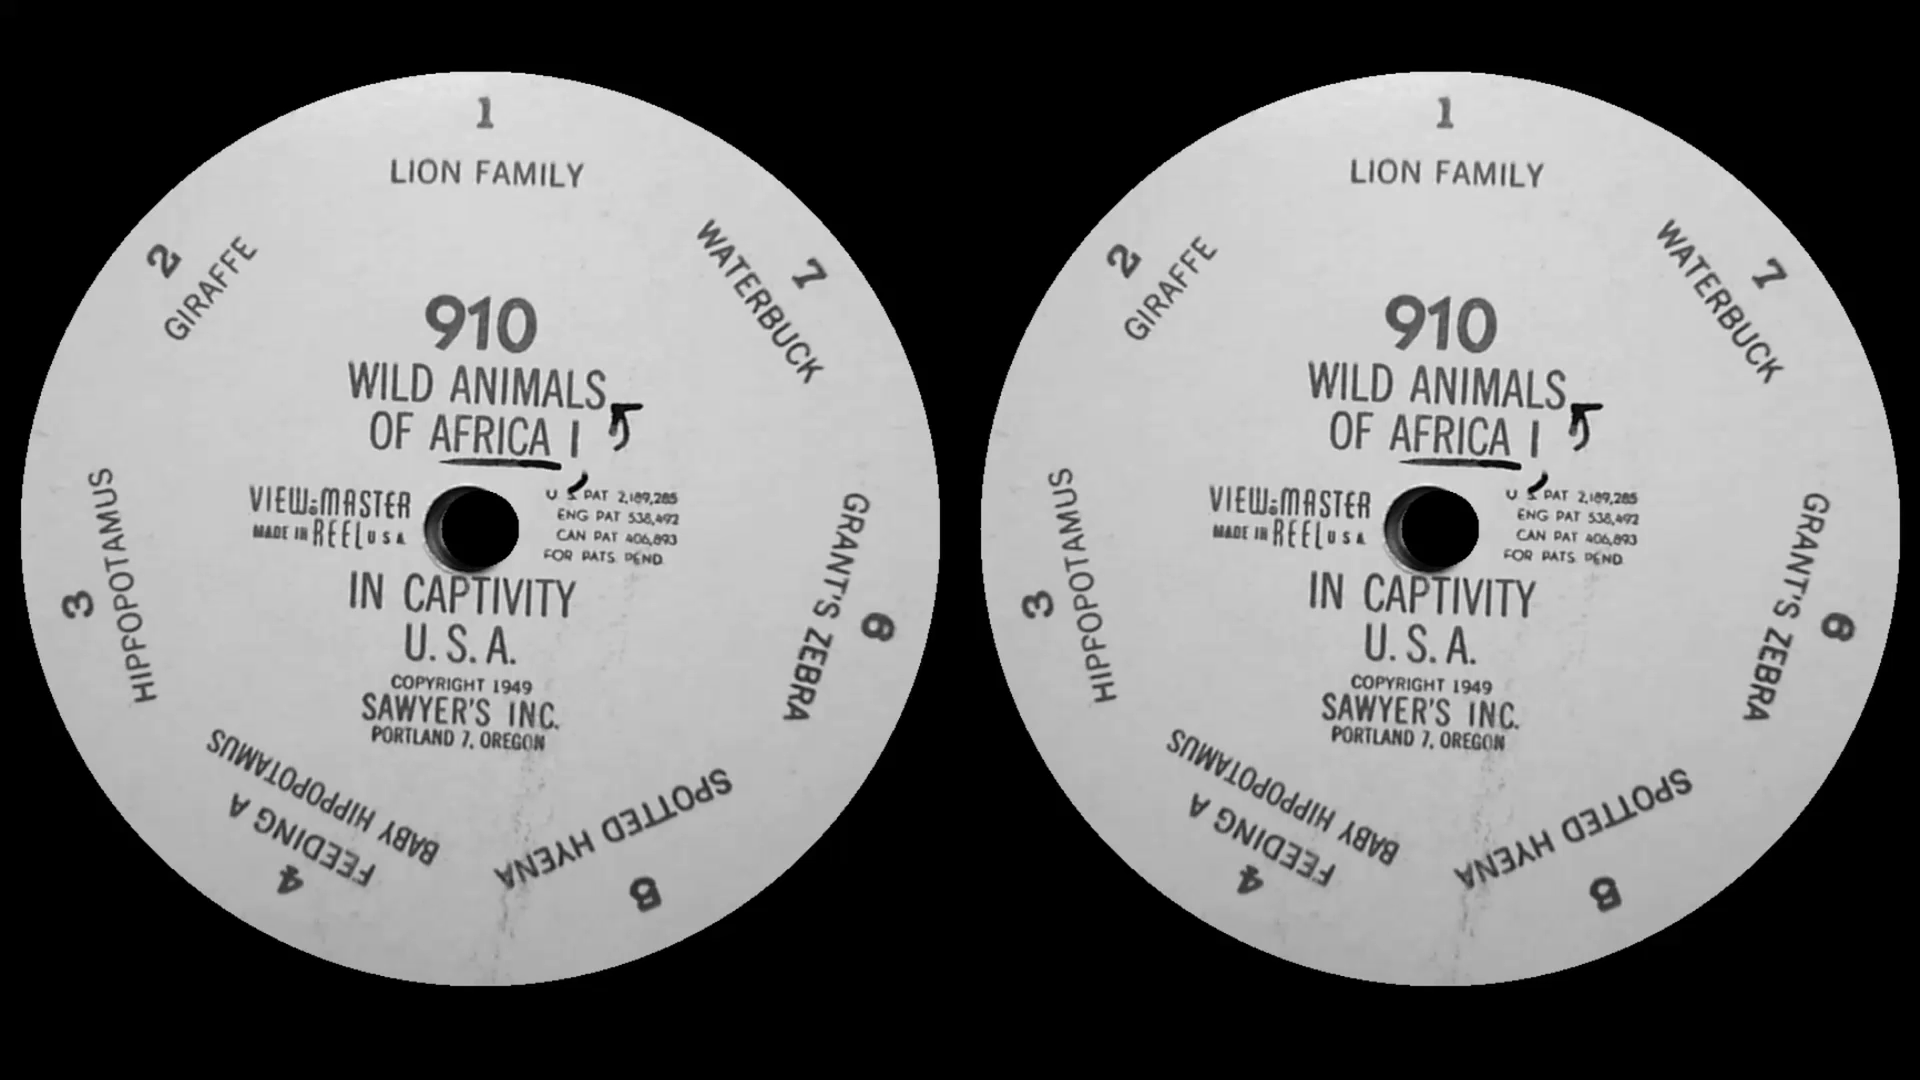 1
LION FAMILY
2
GIRAFFE
3
HIPPOPOTAMUS
4
FEEDING A
BABY HIPPOPOTAMUS
5
SPOTTED HYENA
6
GRANT'S ZEBRA
7
WATERBUCK
910
WILD ANIMALS
OF AFRICA I
VIEW-MASTER
MADE IN REEL U S A
U S PAT 2,189,285
ENG PAT 538,492
CAN PAT 406,893
FOR PATS PEND
IN CAPTIVITY
U. S. A.
COPYRIGHT 1949
SAWYER'S INC.
PORTLAND 7, OREGON
1
LION FAMILY
2
GIRAFFE
3
HIPPOPOTAMUS
4
FEEDING A
BABY HIPPOPOTAMUS
5
SPOTTED HYENA
6
GRANT'S ZEBRA
7
WATERBUCK
910
WILD ANIMALS
OF AFRICA I
VIEW-MASTER
MADE IN REEL U S A
U S PAT 2,189,285
ENG PAT 538,492
CAN PAT 406,893
FOR PATS PEND
IN CAPTIVITY
U. S. A.
COPYRIGHT 1949
SAWYER'S INC.
PORTLAND 7, OREGON